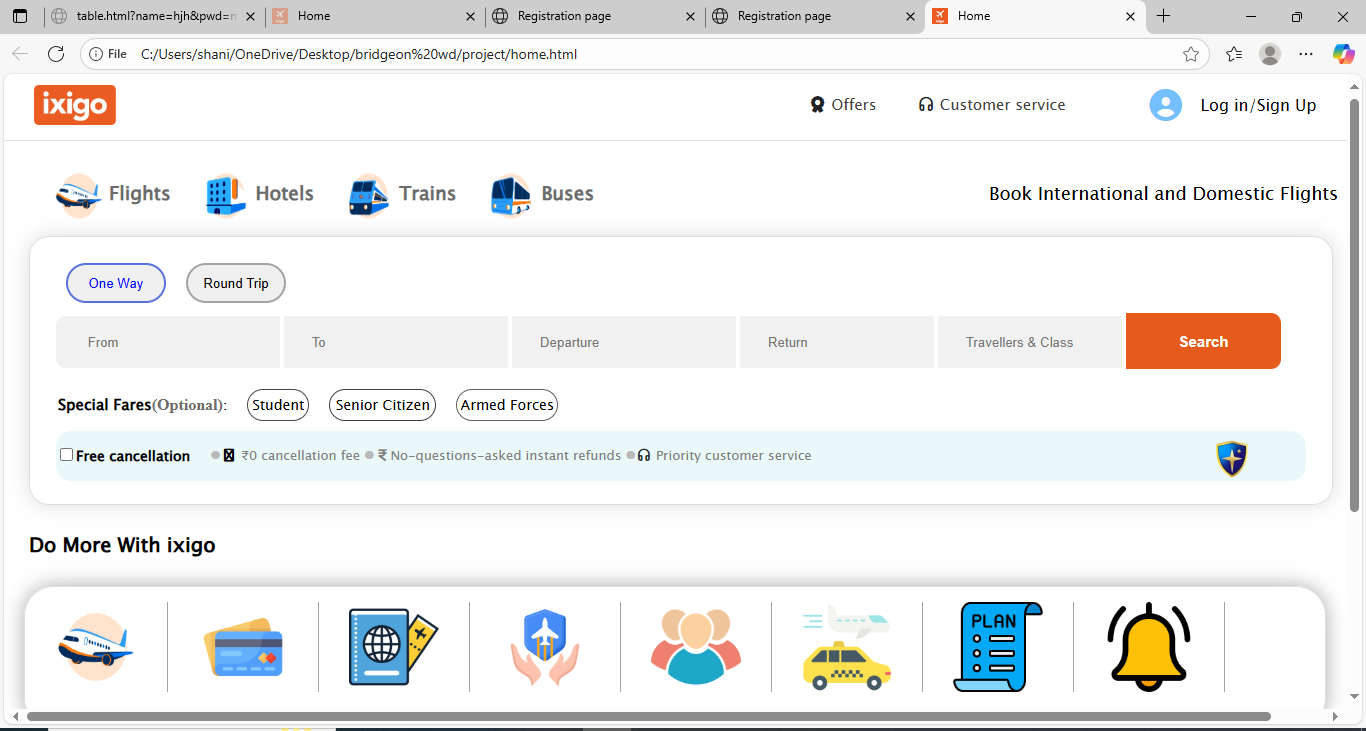 table.html?name=hjh&pwd=n
Home
Registration page
Registration page
Home
File
C:/Users/shani/OneDrive/Desktop/bridgeon%20wd/project/home.html
ixigo
ixigo
ixigo
Offers
Customer service
Log in/Sign Up
Flights
Hotels
Trains
Buses
Book International and Domestic Flights
One Way
Round Trip
From
To
Departure
Return
Travellers & Class
Search
Special Fares(Optional):
Student
Senior Citizen
Armed Forces
Free cancellation
₹0 cancellation fee
₹ No-questions-asked instant refunds
Priority customer service
Do More With ixigo
PLAN